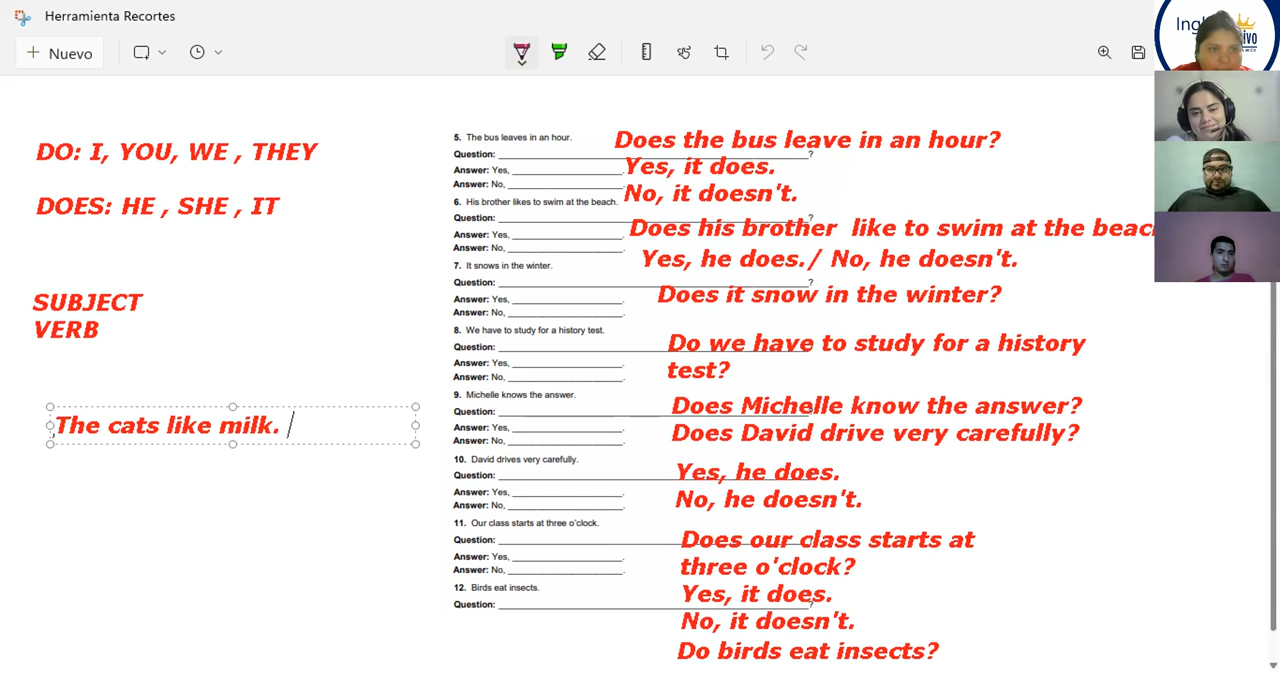 Herramienta Recortes
Nuevo
DO: I, YOU, WE , THEY
DOES: HE , SHE , IT
SUBJECT
VERB
The cats like milk.
5. The bus leaves in an hour.
Question: ?
Answer: Yes, .
Answer: No, .
6. His brother likes to swim at the beach.
Question: ?
Answer: Yes, .
Answer: No, .
7. It snows in the winter.
Question: ?
Answer: Yes, .
Answer: No, .
8. We have to study for a history test.
Question:
Answer: Yes, .
Answer: No, .
9. Michelle knows the answer.
Question: ?
Answer: Yes, .
Answer: No, .
10. David drives very carefully.
Question:
Answer: Yes, .
Answer: No, .
11. Our class starts at three o'clock.
Question:
Answer: Yes, .
Answer: No, .
12. Birds eat insects.
Question: ?
Does the bus leave in an hour?
Yes, it does.
No, it doesn't.
Does his brother like to swim at the
Yes, he does./ No, he doesn't.
Does it snow in the winter?
Do we have to study for a history
test?
Does Michelle know the answer?
Does David drive very carefully?
Yes, he does.
No, he doesn't.
Does our class starts at
three o'clock?
Yes, it does.
No, it doesn't.
Do birds eat insects?